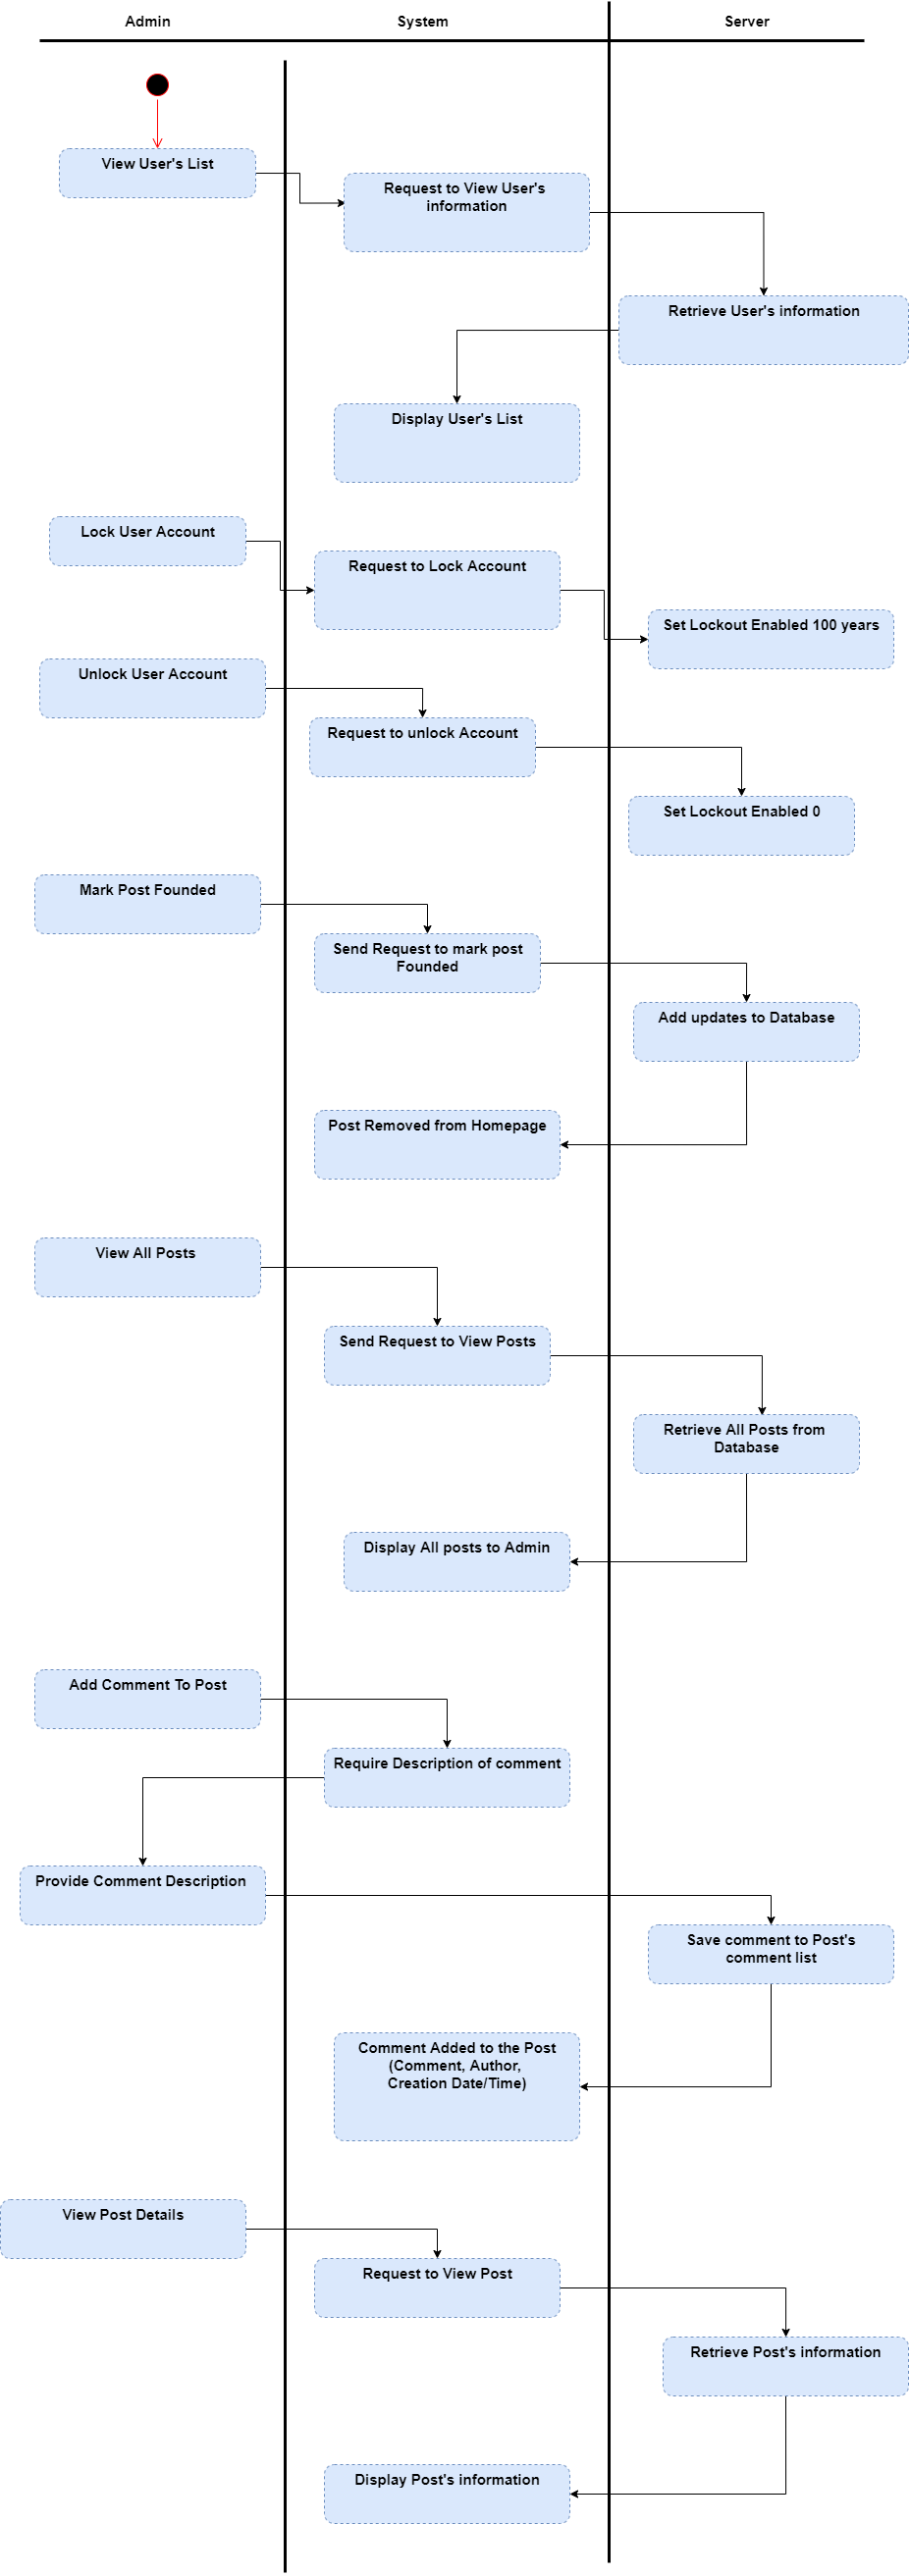 Admin
System
Server
View User's List
Request to View User's
information
Retrieve User's information
Display User's List
Lock User Account
Request to Lock Account
Set Lockout Enabled 100 years
Unlock User Account
Request to unlock Account
Set Lockout Enabled 0
Mark Post Founded
Send Request to mark post
Founded
Add updates to Database
Post Removed from Homepage
View All Posts
Send Request to View Posts
Retrieve All Posts from
Database
Display All posts to Admin
Add Comment To Post
Require Description of comment
Provide Comment Description
Save comment to Post's
comment list
Comment Added to the Post
(Comment, Author,
Creation Date/Time)
View Post Details
Request to View Post
Retrieve Post's information
Display Post's information